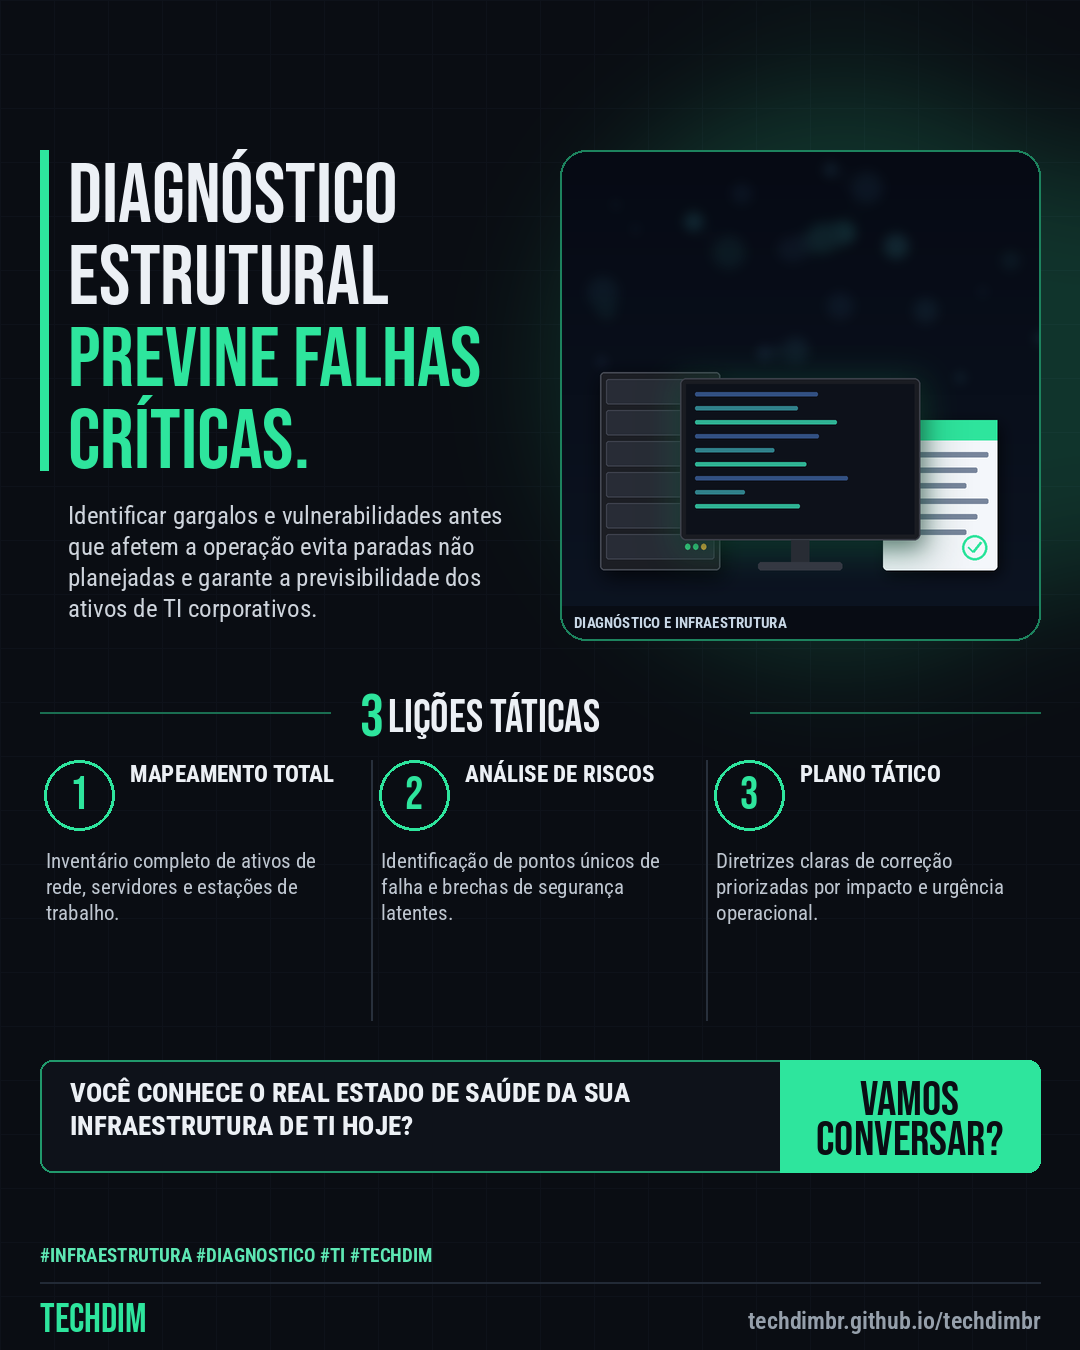 DIAGNÓSTICO
ESTRUTURAL
PREVINE FALHAS
CRÍTICAS.
Identificar gargalos e vulnerabilidades antes
que afetem a operação evita paradas não
planejadas e garante a previsibilidade dos
ativos de TI corporativos.
DIAGNÓSTICO E INFRAESTRUTURA
3 LIÇÕES TÁTICAS
1 MAPEAMENTO TOTAL
Inventário completo de ativos de
rede, servidores e estações de
trabalho.
2 ANÁLISE DE RISCOS
Identificação de pontos únicos de
falha e brechas de segurança
latentes.
3 PLANO TÁTICO
Diretrizes claras de correção
priorizadas por impacto e urgência
operacional.
VOCÊ CONHECE O REAL ESTADO DE SAÚDE DA SUA
INFRAESTRUTURA DE TI HOJE?
VAMOS
CONVERSAR?
#INFRAESTRUTURA #DIAGNOSTICO #TI #TECHDIM
TECHDIM
techdimbr.github.io/techdimbr